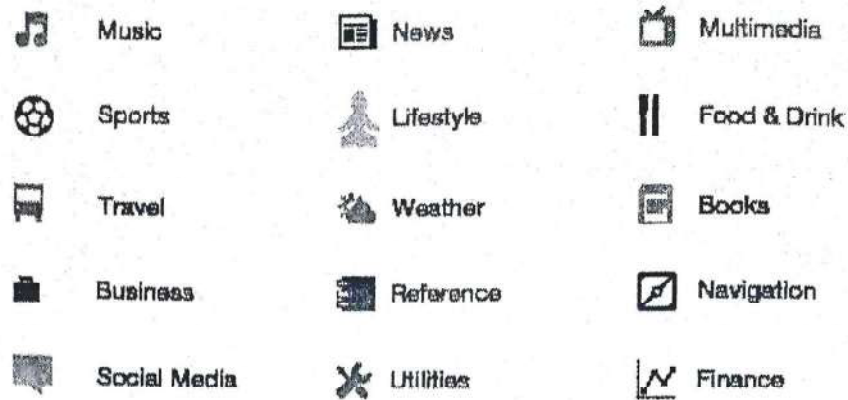 Music News Multimedia
Sports Lifestyle Food & Drink
Travel Weather Books
Business Reference Navigation
Social Media Utilities Finance